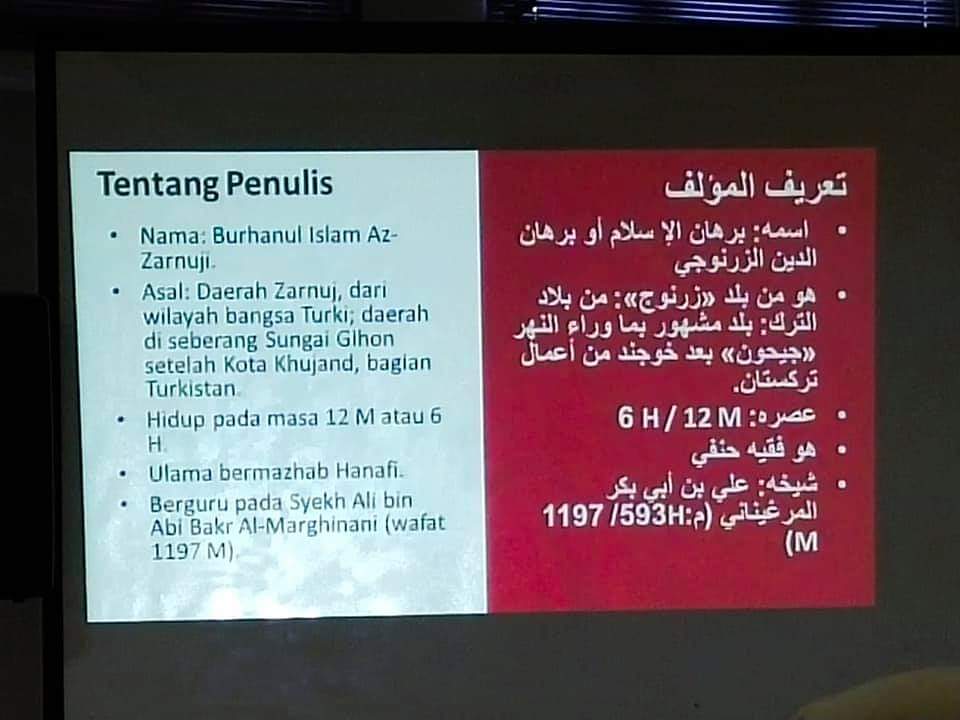 Tentang Penulis
• Nama: Burhanul Islam Az-
Zarnuji.
• Asal: Daerah Zarnuj, dari
wilayah bangsa Turki; daerah
di seberang Sungai GIhon
setelah Kota Khujand, bagian
Turkistan.
• Hidup pada masa 12 M atau 6
H.
• Ulama bermazhab Hanafi.
• Berguru pada Syekh Ali bin
Abi Bakr Al-Marghinani (wafat
1197 M).
تعريف المؤلف
• اسمه: برهان الإ سلام أو برهان
الدين الزرنوجي
• هو من بلد «زرنوج»: من بلاد
الترك: بلد مشهور بما وراء النهر
«جيحون» بعد خوجند من أعمال
تركستان.
• عصره: 6 H / 12 M
• هو فقيه حنفي
• شيخه: علي بن أبي بكر
المرغيناني (م:593H/ 1197
M)